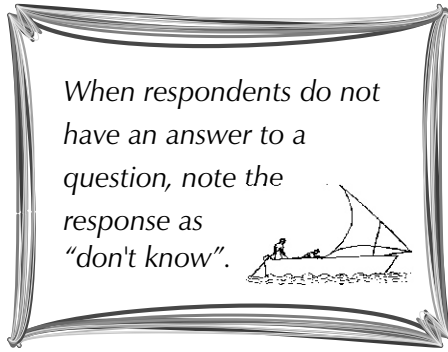 When respondents do not
have an answer to a
question, note the
response as
“don't know”.